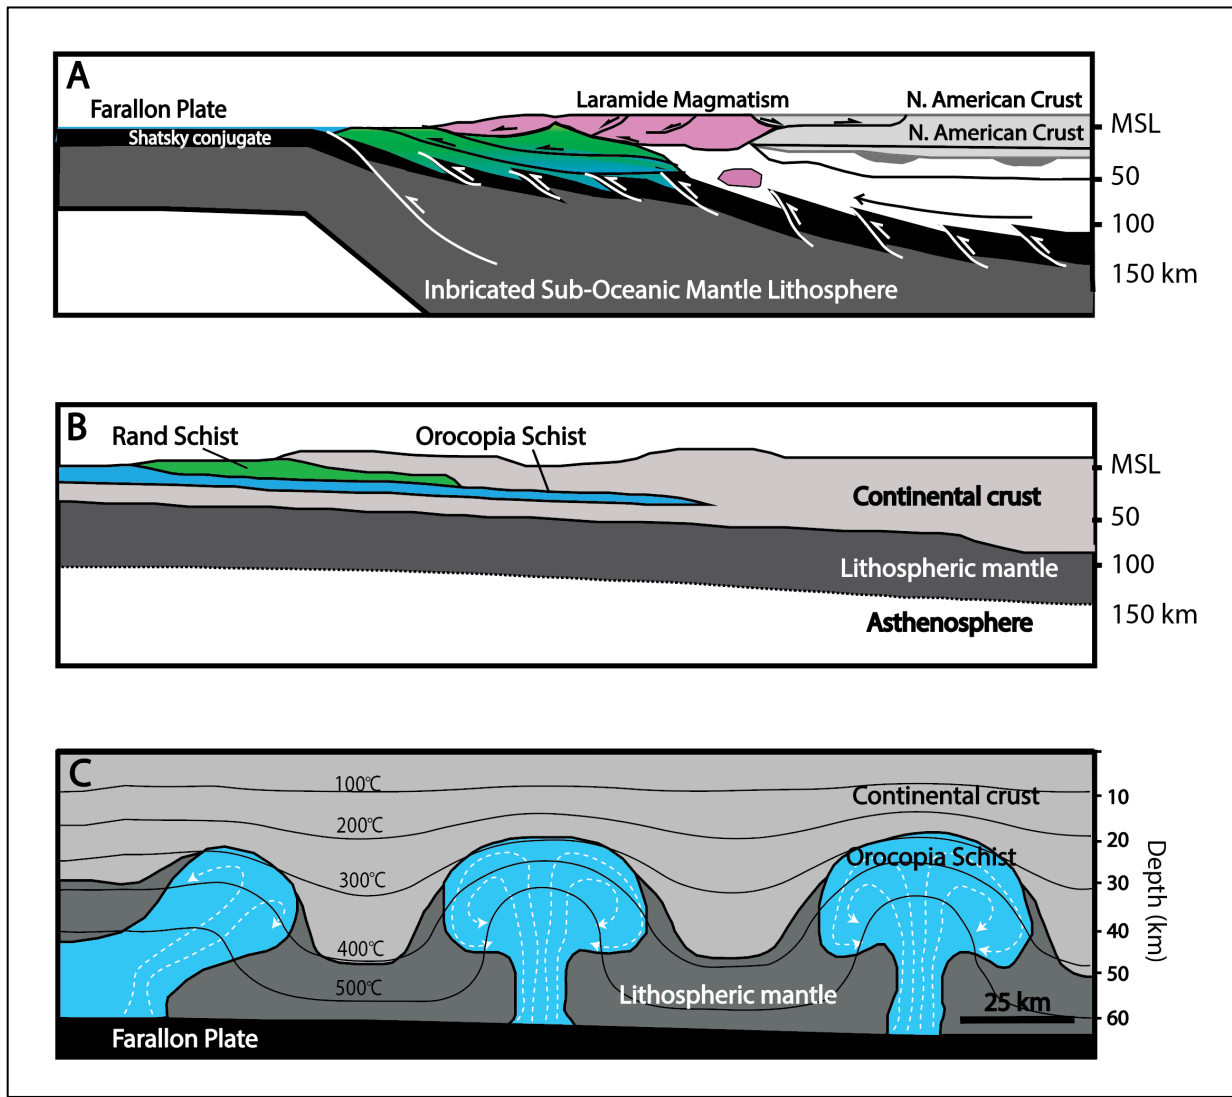 A
Farallon Plate
Shatsky conjugate
Laramide Magmatism
N. American Crust
N. American Crust
MSL
50
100
150 km
Inbricated Sub-Oceanic Mantle Lithosphere
B
Rand Schist
Orocopia Schist
MSL
Continental crust
50
Lithospheric mantle
100
150 km
Asthenosphere
C
100°C
Continental crust
10
200°C
20
Orocopia Schist
300°C
30
400°C
40
500°C
50
Lithospheric mantle
25 km
60
Depth (km)
Farallon Plate